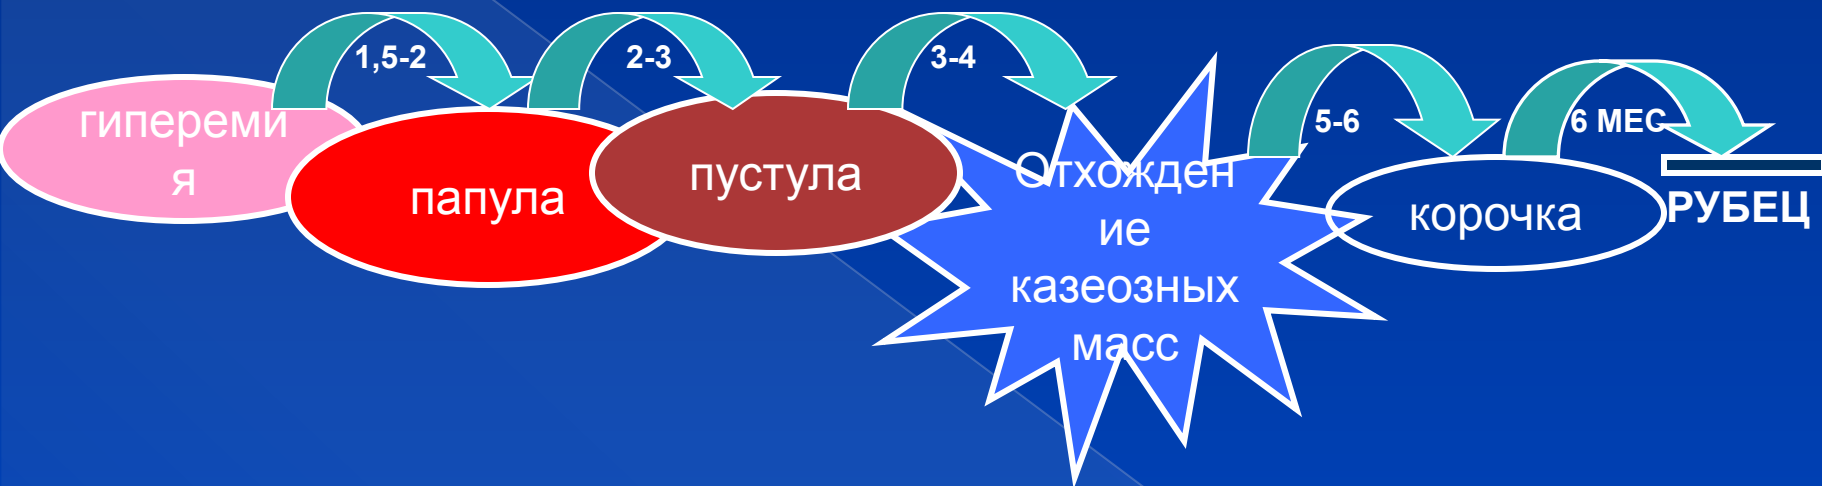 1,5-2
2-3
3-4
5-6
6 МЕС
гипереми
я
папула
пустула
Отхожден
ие
казеозных
масс
корочка
РУБЕЦ